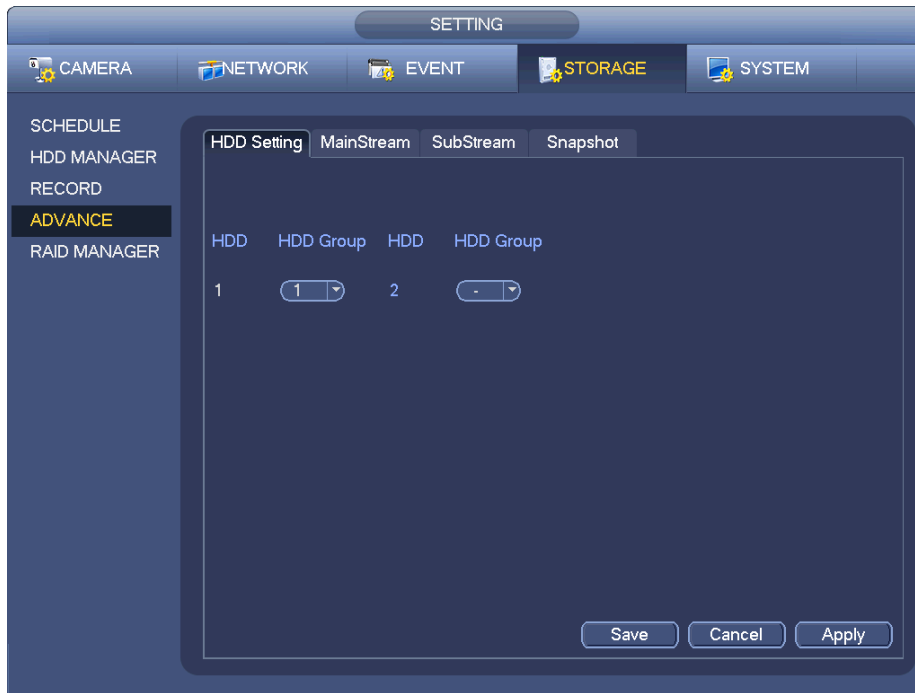 SETTING
CAMERA NETWORK EVENT STORAGE SYSTEM
SCHEDULE
HDD MANAGER
RECORD
ADVANCE
RAID MANAGER
HDD Setting MainStream SubStream Snapshot
HDD HDD Group HDD HDD Group
1 1 2 -
Save Cancel Apply